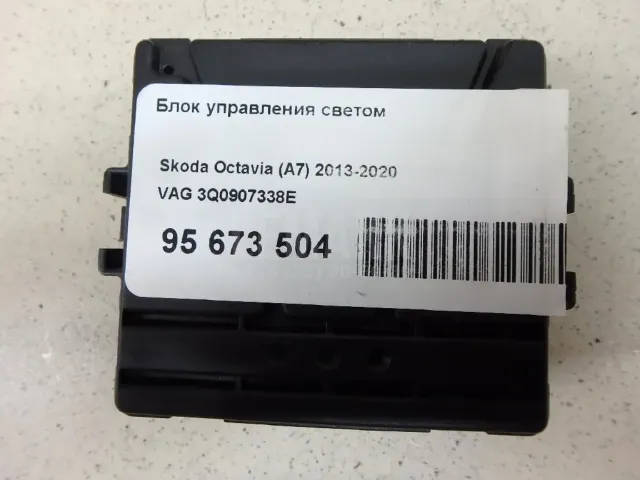 Блок управления светом
Skoda Octavia (A7) 2013-2020
VAG 3Q0907338E
95 673 504